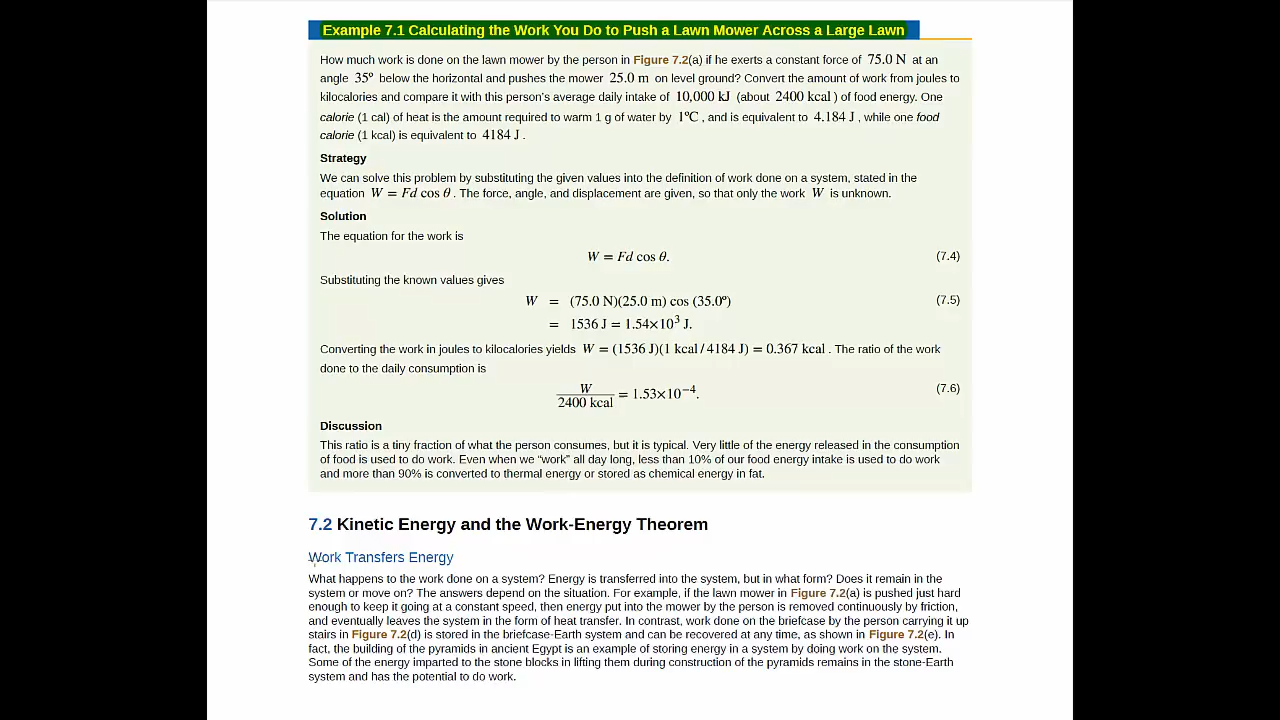 Example 7.1 Calculating the Work You Do to Push a Lawn Mower Across a Large Lawn
How much work is done on the lawn mower by the person in Figure 7.2(a) if he exerts a constant force of 75.0 N at an
angle 35º below the horizontal and pushes the mower 25.0 m on level ground? Convert the amount of work from joules to
kilocalories and compare it with this person's average daily intake of 10,000 kJ (about 2400 kcal) of food energy. One
calorie (1 cal) of heat is the amount required to warm 1 g of water by 1ºC, and is equivalent to 4.184 J, while one food
calorie (1 kcal) is equivalent to 4184 J.
Strategy
We can solve this problem by substituting the given values into the definition of work done on a system, stated in the
equation W = Fd cos θ. The force, angle, and displacement are given, so that only the work W is unknown.
Solution
The equation for the work is
W = Fd cos θ. (7.4)
Substituting the known values gives
W = (75.0 N)(25.0 m) cos (35.0º) (7.5)
= 1536 J = 1.54×10³ J.
Converting the work in joules to kilocalories yields W = (1536 J)(1 kcal / 4184 J) = 0.367 kcal. The ratio of the work
done to the daily consumption is
W / 2400 kcal = 1.53×10⁻⁴. (7.6)
Discussion
This ratio is a tiny fraction of what the person consumes, but it is typical. Very little of the energy released in the consumption
of food is used to do work. Even when we “work” all day long, less than 10% of our food energy intake is used to do work
and more than 90% is converted to thermal energy or stored as chemical energy in fat.
7.2 Kinetic Energy and the Work-Energy Theorem
Work Transfers Energy
What happens to the work done on a system? Energy is transferred into the system, but in what form? Does it remain in the
system or move on? The answers depend on the situation. For example, if the lawn mower in Figure 7.2(a) is pushed just hard
enough to keep it going at a constant speed, then energy put into the mower by the person is removed continuously by friction,
and eventually leaves the system in the form of heat transfer. In contrast, work done on the briefcase by the person carrying it up
stairs in Figure 7.2(d) is stored in the briefcase-Earth system and can be recovered at any time, as shown in Figure 7.2(e). In
fact, the building of the pyramids in ancient Egypt is an example of storing energy in a system by doing work on the system.
Some of the energy imparted to the stone blocks in lifting them during construction of the pyramids remains in the stone-Earth
system and has the potential to do work.